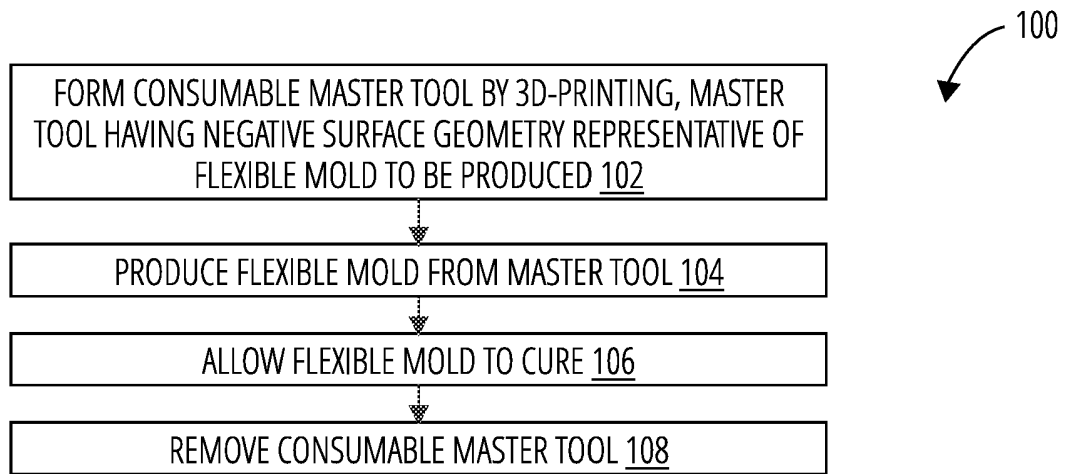 100
FORM CONSUMABLE MASTER TOOL BY 3D-PRINTING, MASTER
TOOL HAVING NEGATIVE SURFACE GEOMETRY REPRESENTATIVE OF
FLEXIBLE MOLD TO BE PRODUCED 102
PRODUCE FLEXIBLE MOLD FROM MASTER TOOL 104
ALLOW FLEXIBLE MOLD TO CURE 106
REMOVE CONSUMABLE MASTER TOOL 108